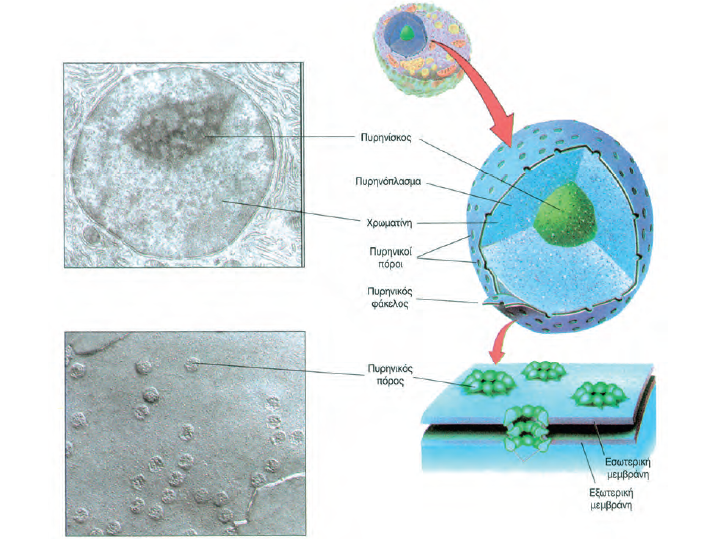 Πυρηνίσκος
Πυρηνόπλασμα
Χρωματίνη
Πυρηνικοί
πόροι
Πυρηνικός
φάκελος
Πυρηνικός
πόρος
Εσωτερική
μεμβράνη
Εξωτερική
μεμβράνη